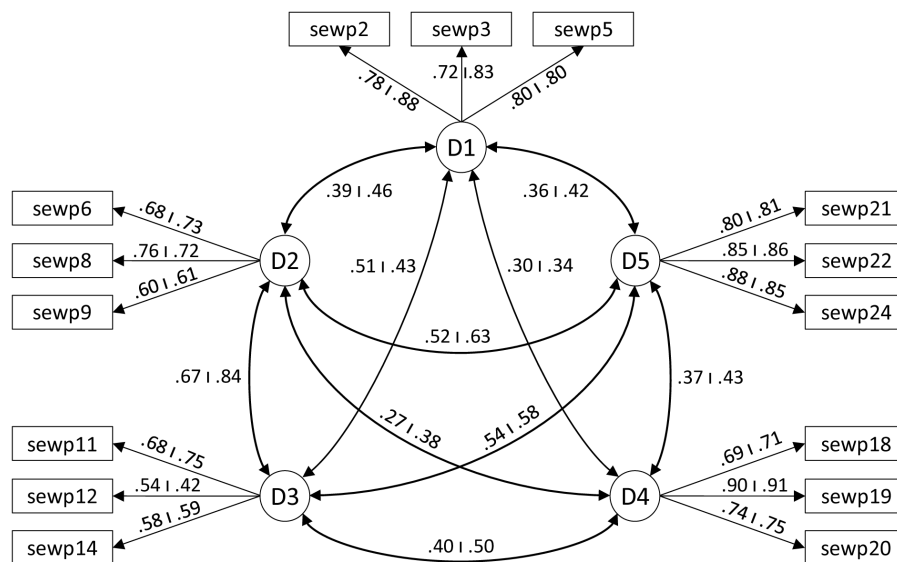 sewp2 sewp3 sewp5
.78 ı .88 .72 ı .83 .80 ı .80
D1
.39 ı .46 .36 ı .42
sewp6 .68 ı .73 .80 ı .81 sewp21
sewp8 .76 ı .72 D2 .51 ı .43 .30 ı .34 D5 .85 ı .86 sewp22
sewp9 .60 ı .61 .88 ı .85 sewp24
.52 ı .63
.67 ı .84 .37 ı .43
.27 ı .38 .54 ı .58
sewp11 .68 ı .75 .69 ı .71 sewp18
sewp12 .54 ı .42 D3 D4 .90 ı .91 sewp19
sewp14 .58 ı .59 .74 ı .75 sewp20
.40 ı .50